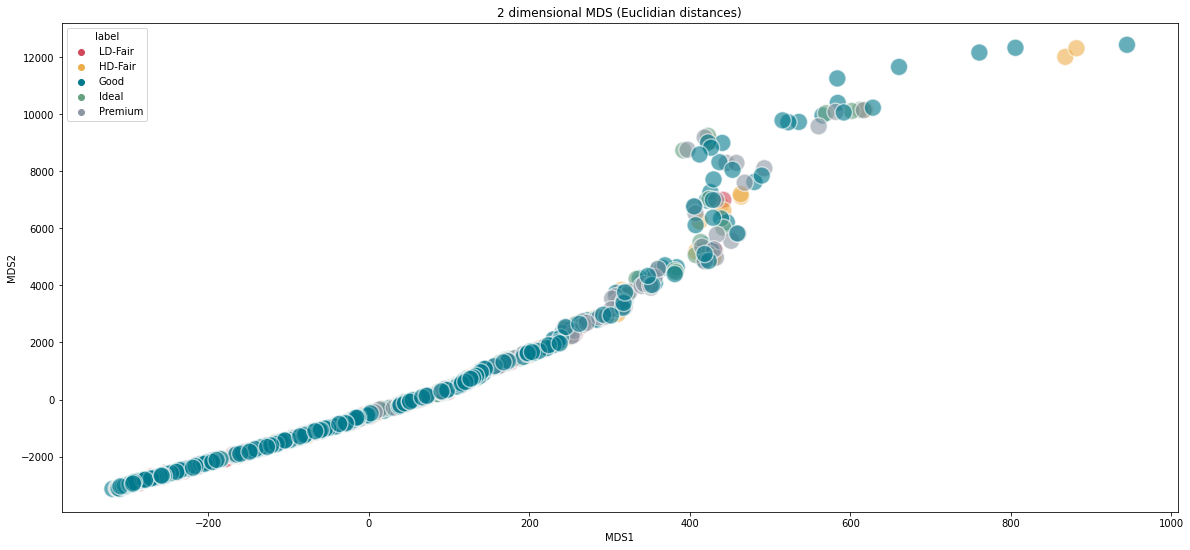 2 dimensional MDS (Euclidian distances)
label
LD-Fair
HD-Fair
Good
Ideal
Premium
12000
10000
8000
6000
4000
2000
0
−2000
MDS2
−200
0
200
400
600
800
1000
MDS1